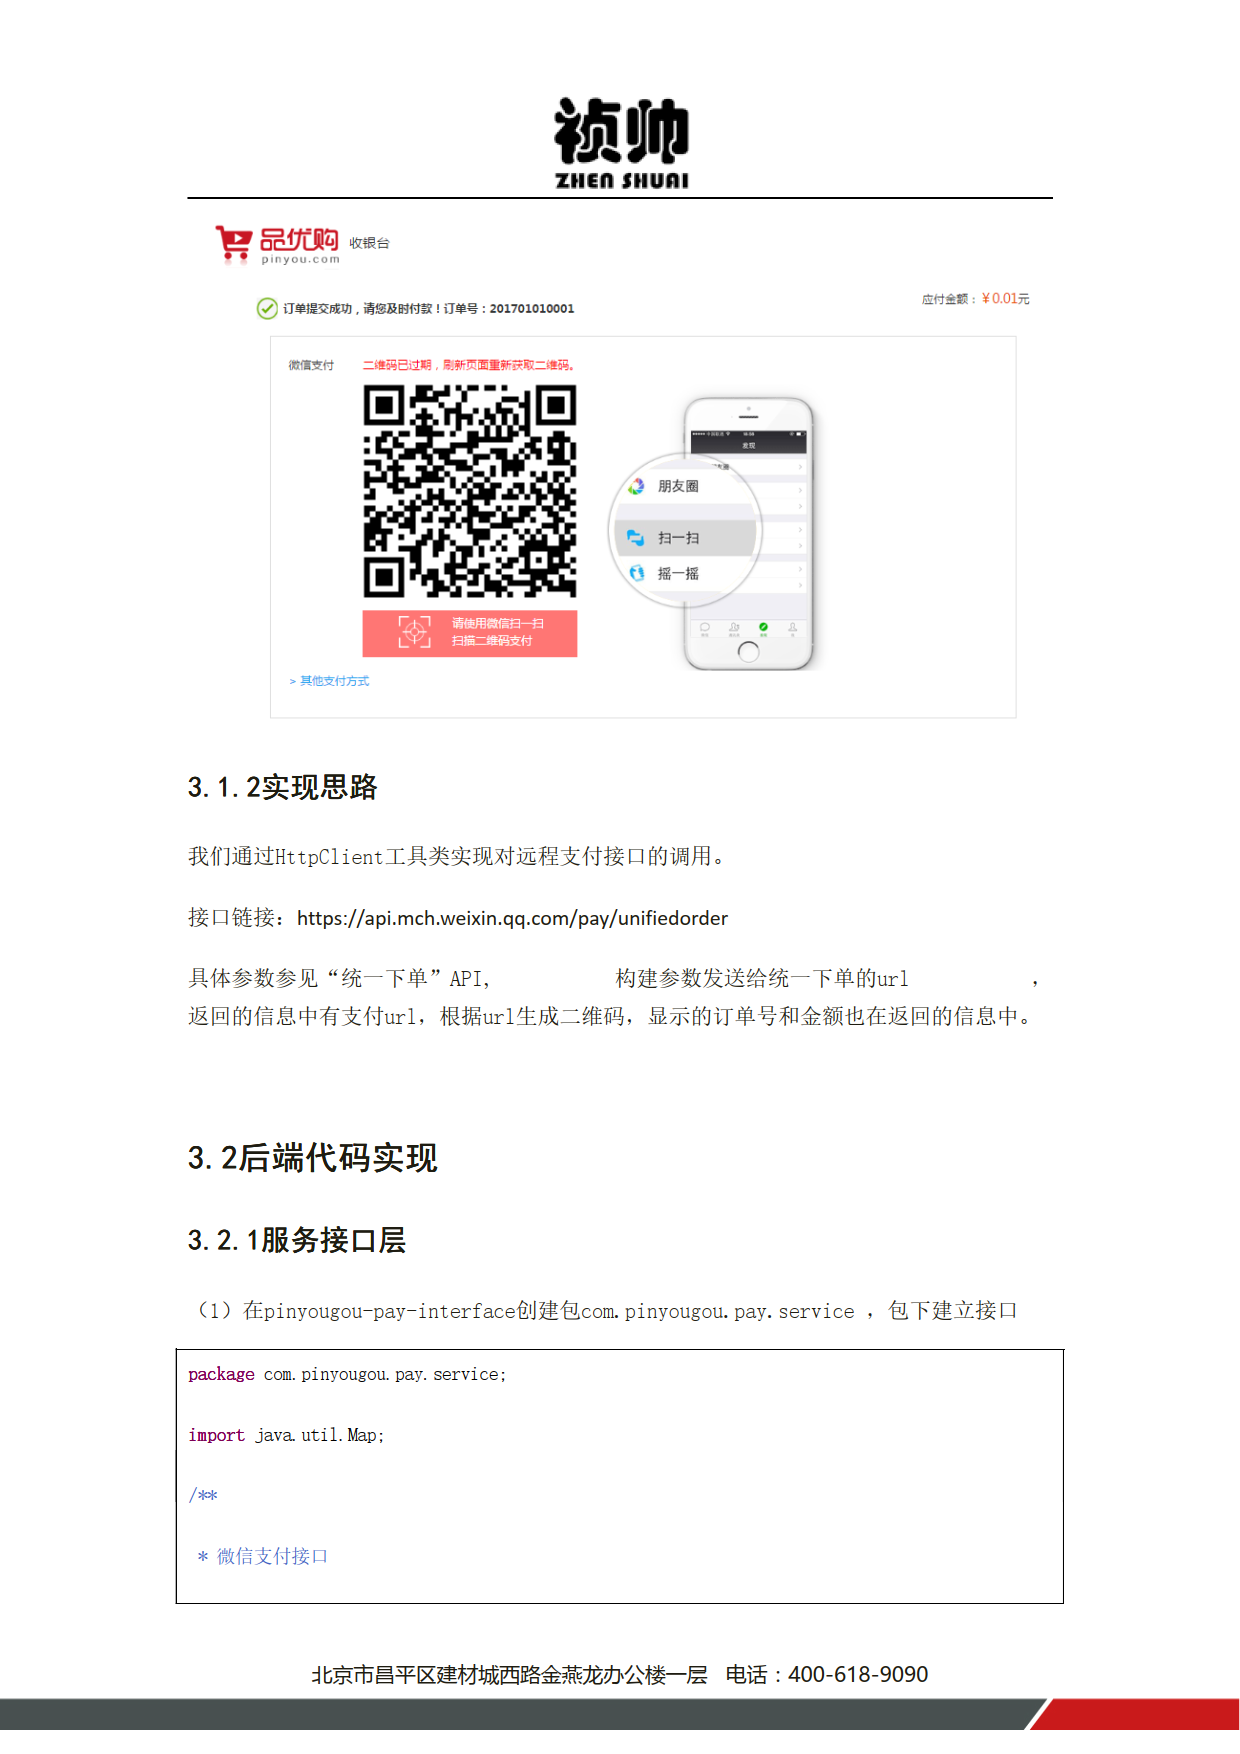 祯帅
ZHEN SHUAI
品优购 收银台
pinyou.com
订单提交成功，请您及时付款！订单号：201701010001
应付金额：￥0.01元
微信支付 二维码已过期，刷新页面重新获取二维码。
发现
朋友圈
扫一扫
摇一摇
请使用微信扫一扫
扫描二维码支付
> 其他支付方式
3.1.2实现思路
我们通过HttpClient工具类实现对远程支付接口的调用。
接口链接：https://api.mch.weixin.qq.com/pay/unifiedorder
具体参数参见“统一下单”API, 构建参数发送给统一下单的url ，
返回的信息中有支付url，根据url生成二维码，显示的订单号和金额也在返回的信息中。
3.2后端代码实现
3.2.1服务接口层
（1）在pinyougou-pay-interface创建包com.pinyougou.pay.service ，包下建立接口
package com.pinyougou.pay.service;
import java.util.Map;
/**
* 微信支付接口
北京市昌平区建材城西路金燕龙办公楼一层 电话：400-618-9090